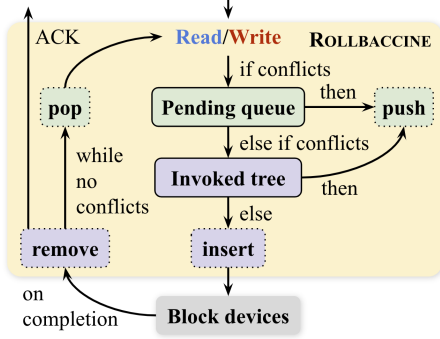 ACK
Read/Write
ROLLBACCINE
if conflicts
pop
Pending queue
then
push
else if conflicts
while
no
conflicts
Invoked tree
then
else
remove
insert
on
completion
Block devices